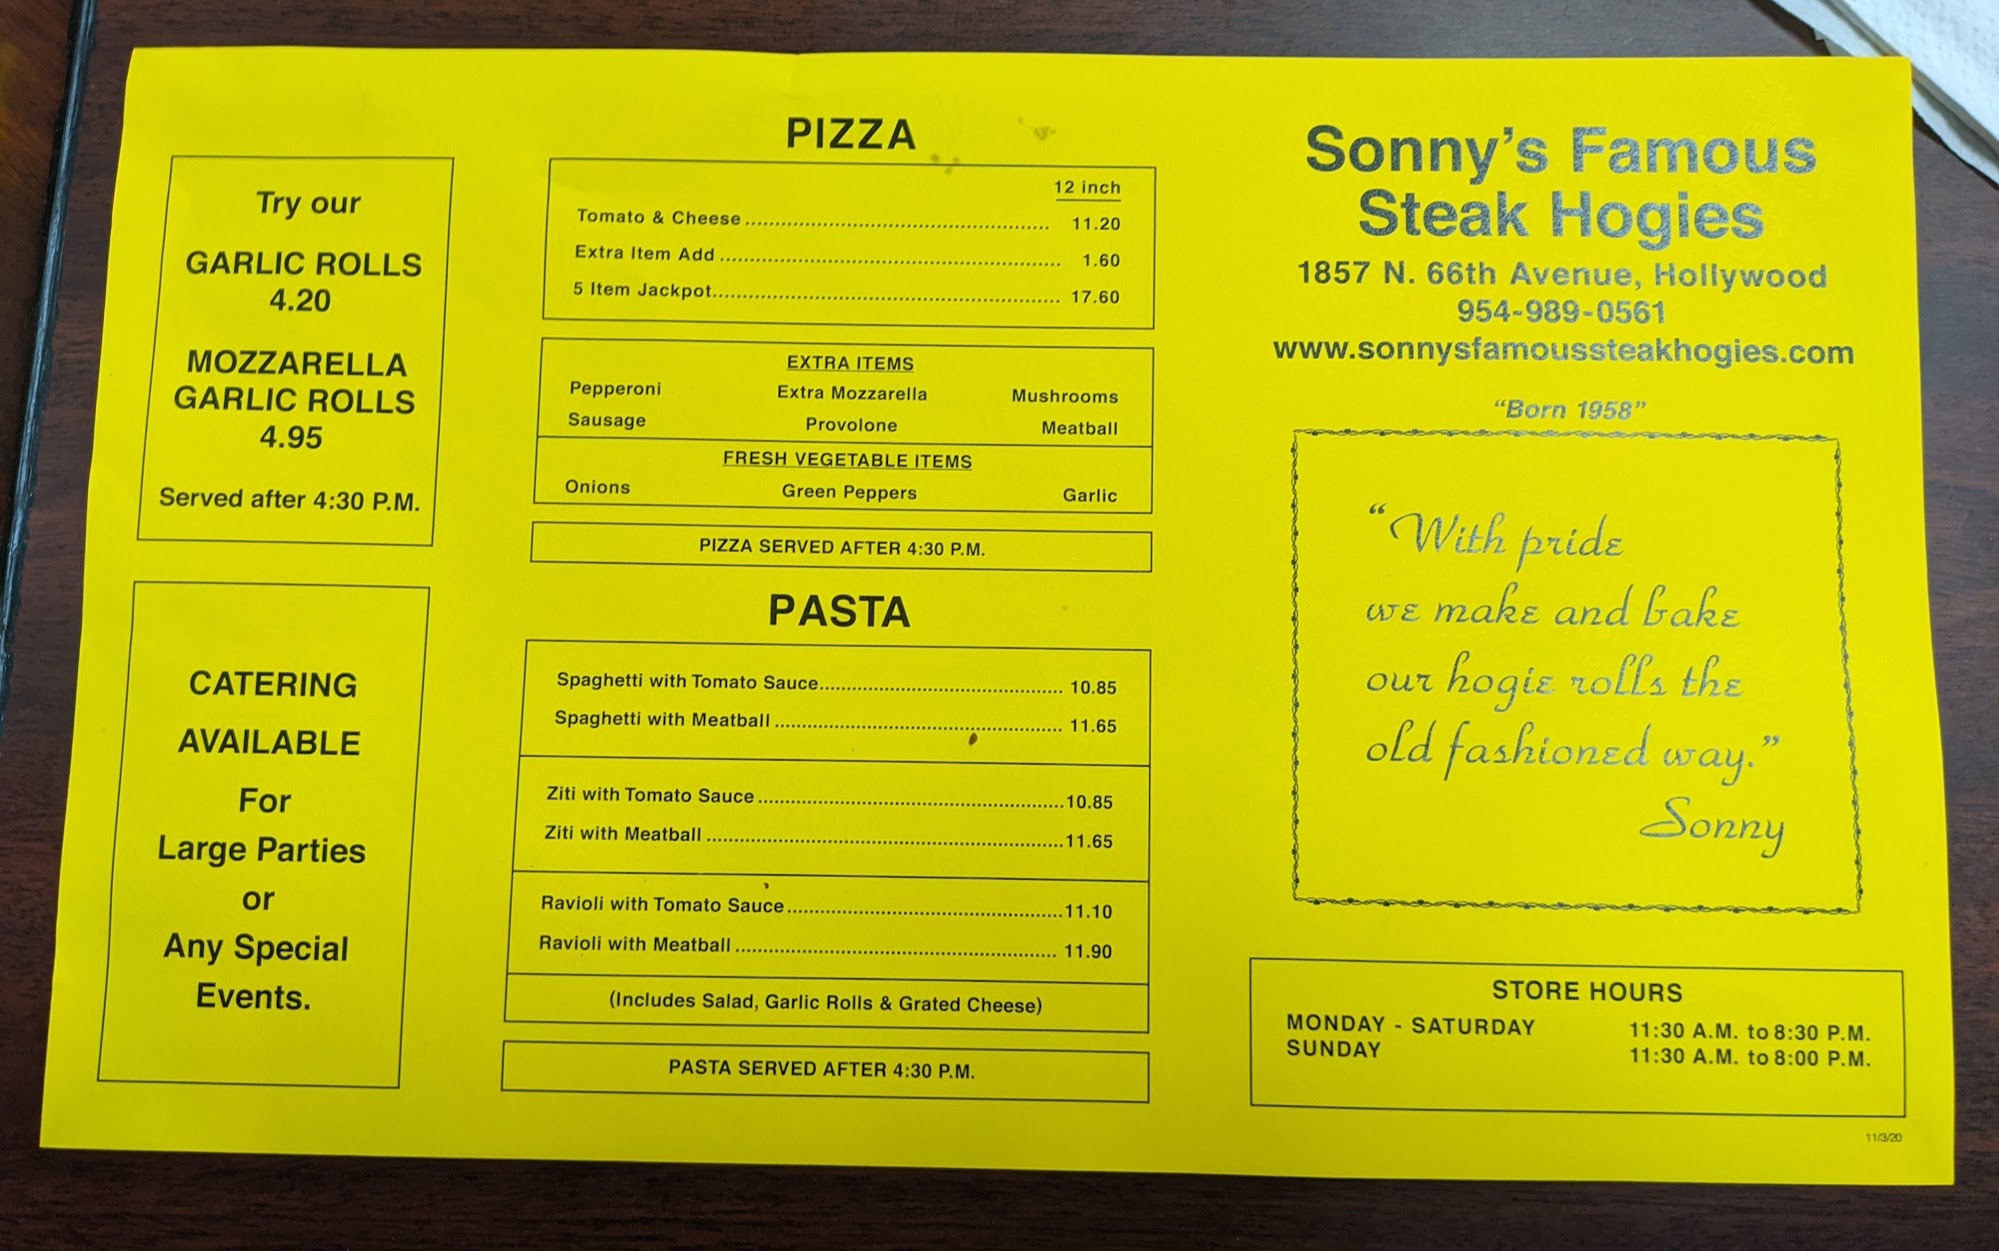 Try our
GARLIC ROLLS
4.20
MOZZARELLA
GARLIC ROLLS
4.95
Served after 4:30 P.M.
CATERING
AVAILABLE
For
Large Parties
or
Any Special
Events.
PIZZA
12 inch
Tomato & Cheese 11.20
Extra Item Add 1.60
5 Item Jackpot 17.60
EXTRA ITEMS
Pepperoni Extra Mozzarella Mushrooms
Sausage Provolone Meatball
FRESH VEGETABLE ITEMS
Onions Green Peppers Garlic
PIZZA SERVED AFTER 4:30 P.M.
PASTA
Spaghetti with Tomato Sauce 10.85
Spaghetti with Meatball 11.65
Ziti with Tomato Sauce 10.85
Ziti with Meatball 11.65
Ravioli with Tomato Sauce 11.10
Ravioli with Meatball 11.90
(Includes Salad, Garlic Rolls & Grated Cheese)
PASTA SERVED AFTER 4:30 P.M.
Sonny's Famous
Steak Hogies
1857 N. 66th Avenue, Hollywood
954-989-0561
www.sonnysfamoussteakhogies.com
"Born 1958"
"With pride
we make and bake
our hogie rolls the
old fashioned way."
Sonny
STORE HOURS
MONDAY - SATURDAY 11:30 A.M. to 8:30 P.M.
SUNDAY 11:30 A.M. to 8:00 P.M.
11/3/20